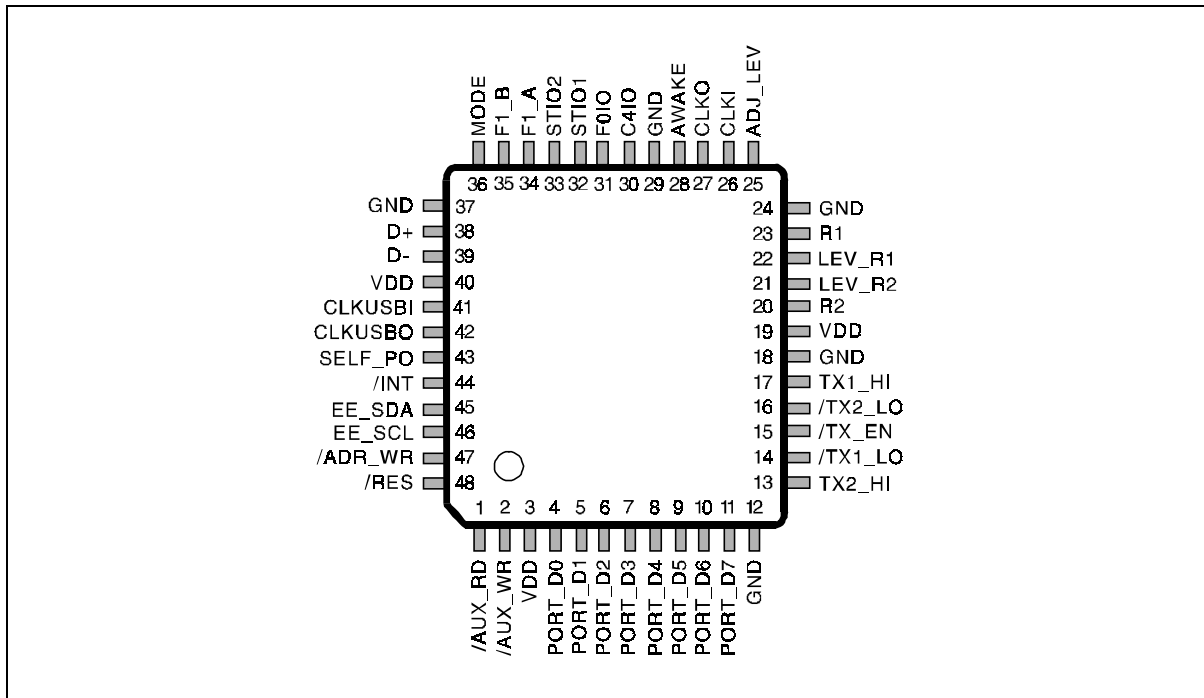 MODE F1_B F1_A STIO2 STIO1 F0IO C4IO GND AWAKE CLKO CLKI ADJ_LEV
36 35 34 33 32 31 30 29 28 27 26 25
GND 37 24 GND
D+ 38 23 R1
D- 39 22 LEV_R1
VDD 40 21 LEV_R2
CLKUSBI 41 20 R2
CLKUSBO 42 19 VDD
SELF_PO 43 18 GND
/INT 44 17 TX1_HI
EE_SDA 45 16 /TX2_LO
EE_SCL 46 15 /TX_EN
/ADR_WR 47 14 /TX1_LO
/RES 48 13 TX2_HI
1 2 3 4 5 6 7 8 9 10 11 12
/AUX_RD /AUX_WR VDD PORT_D0 PORT_D1 PORT_D2 PORT_D3 PORT_D4 PORT_D5 PORT_D6 PORT_D7 GND